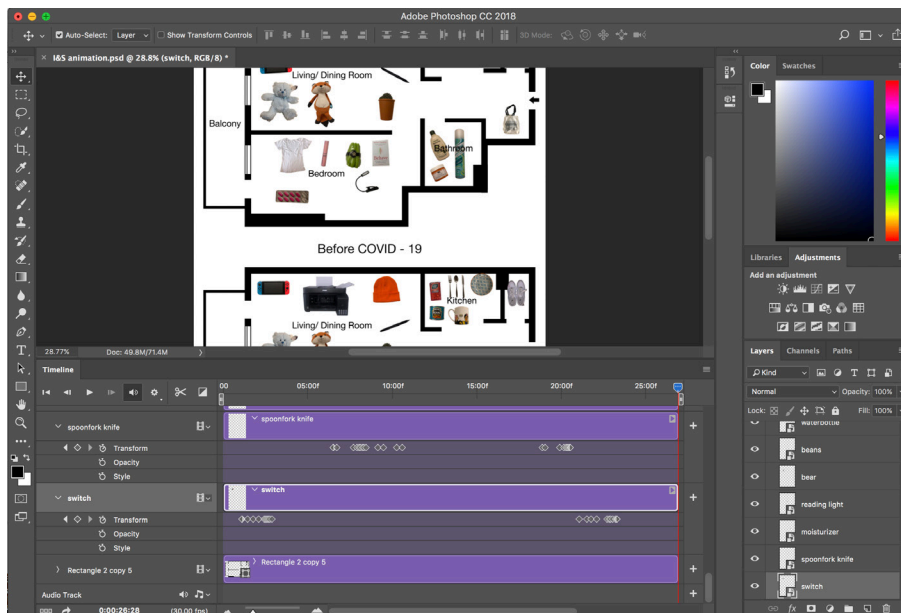 Adobe Photoshop CC 2018
Auto-Select: Layer Show Transform Controls 3D Mode:
× I&S animation.psd @ 28.8% (switch, RGB/8) *
Living/ Dining Room
Balcony
Bathroom
Bedroom
Before COVID - 19
Kitchen
Living/ Dining Room
28.77% Doc: 49.8M/71.4M
Timeline
00 05:00f 10:00f 15:00f 20:00f 25:00f
spoonfork knife spoonfork knife
Transform
Opacity
Style
switch switch
Transform
Opacity
Style
Rectangle 2 copy 5 Rectangle 2 copy 5
Audio Track
0:00:26:28 (30.00 fps)
Color Swatches
Libraries Adjustments
Add an adjustment
Layers Channels Paths
Kind
Normal Opacity: 100%
Lock: Fill: 100%
waterbottle
beans
bear
reading light
moisturizer
spoonfork knife
switch
fx